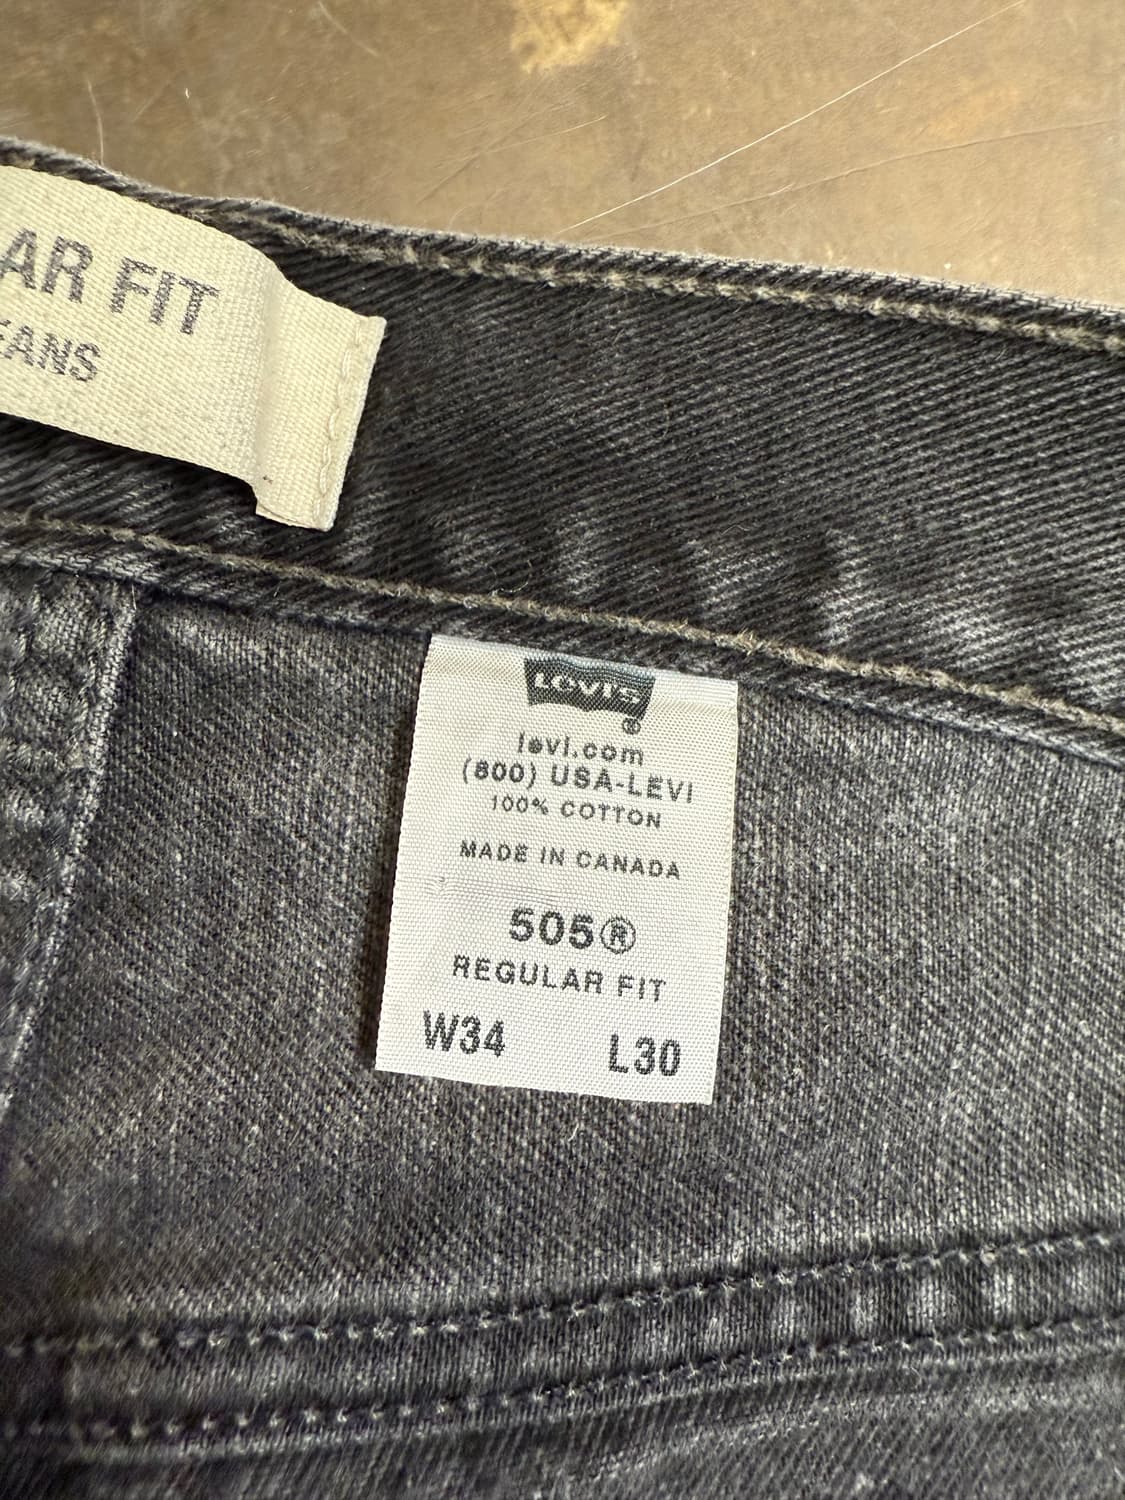 AR FIT
EANS
LEVI'S
®
levi.com
(800) USA-LEVI
100% COTTON
MADE IN CANADA
505®
REGULAR FIT
W34 L30